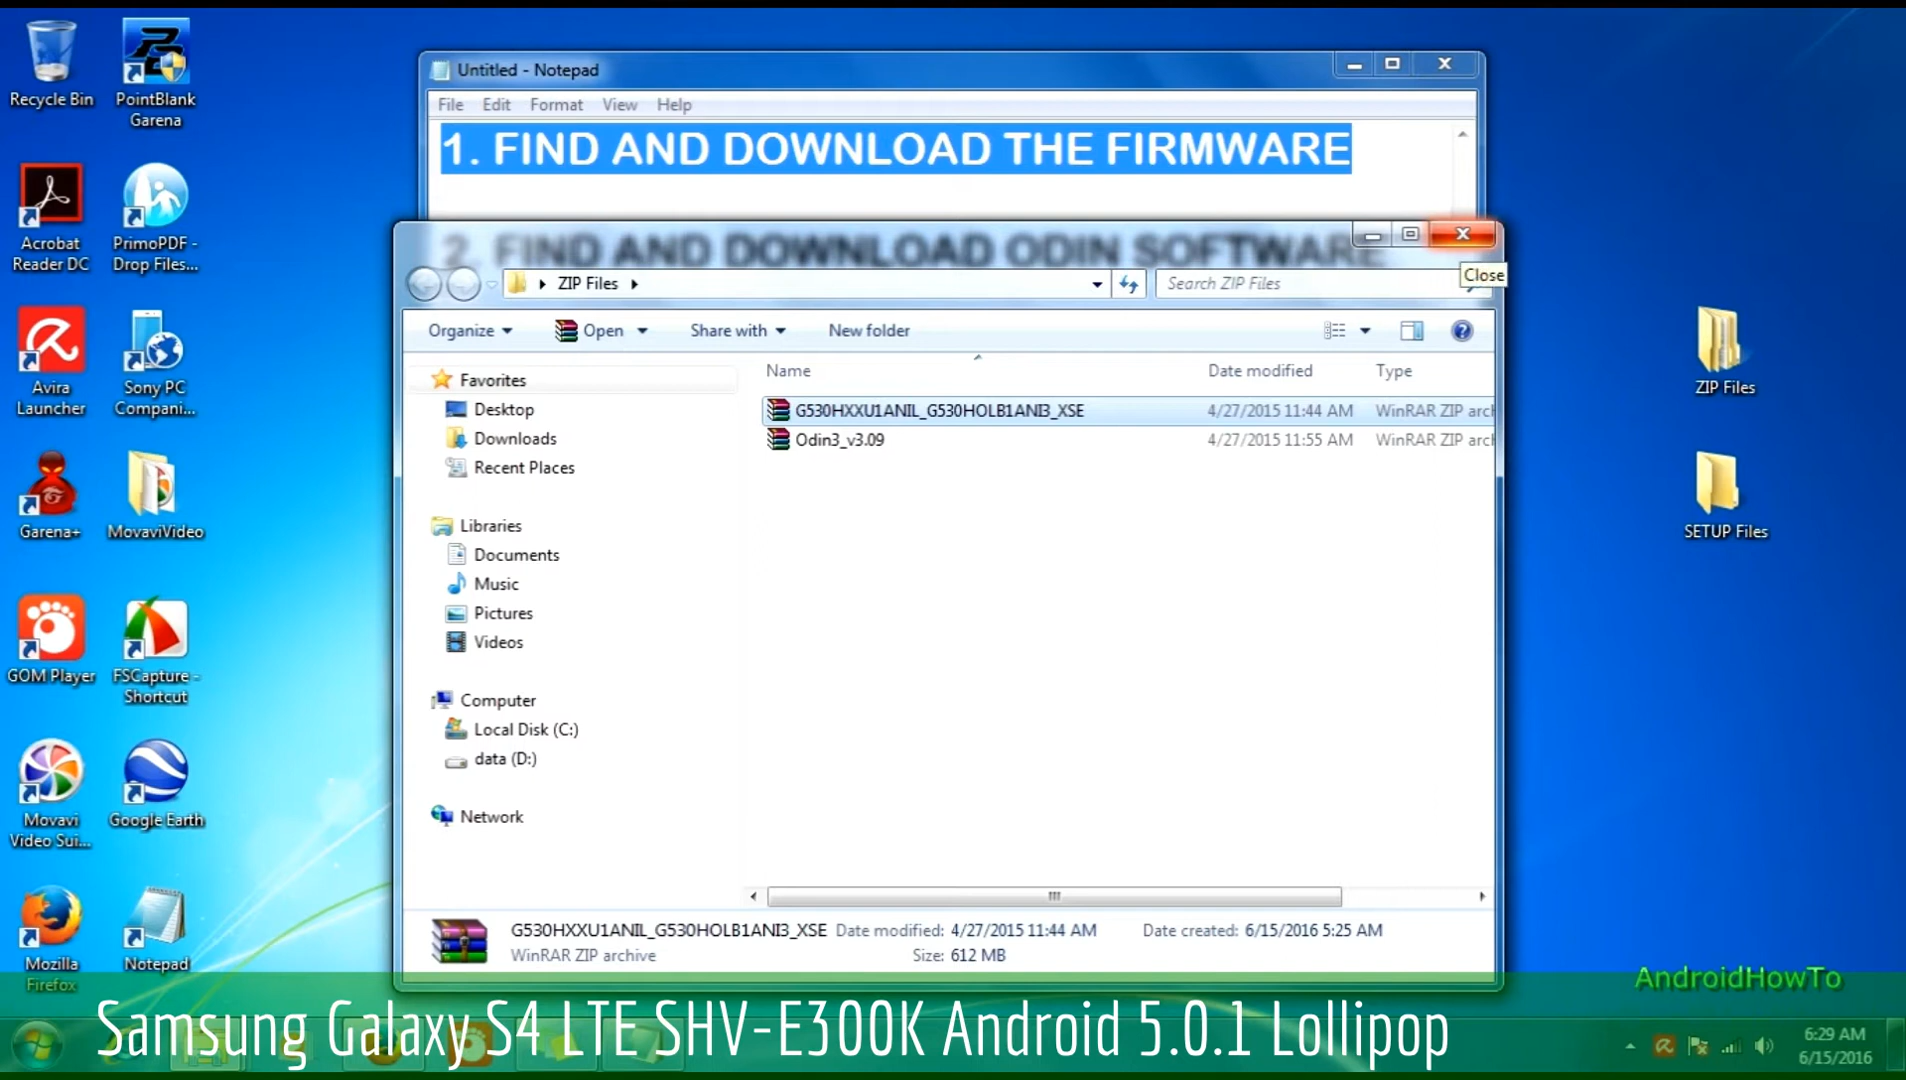 Recycle Bin
PointBlank
Garena
Acrobat
Reader DC
PrimoPDF -
Drop Files...
Avira
Launcher
Sony PC
Compani...
Garena+
MovaviVideo
GOM Player
FSCapture -
Shortcut
Movavi
Video Sui...
Google Earth
Mozilla
Firefox
Notepad
Untitled - Notepad
File Edit Format View Help
1. FIND AND DOWNLOAD THE FIRMWARE
2. FIND AND DOWNLOAD ODIN SOFTWARE
Close
ZIP Files
Search ZIP Files
Organize Open Share with New folder
Name Date modified Type
G530HXXU1ANIL_G530HOLB1ANI3_XSE 4/27/2015 11:44 AM WinRAR ZIP arch
Odin3_v3.09 4/27/2015 11:55 AM WinRAR ZIP arch
Favorites
Desktop
Downloads
Recent Places
Libraries
Documents
Music
Pictures
Videos
Computer
Local Disk (C:)
data (D:)
Network
G530HXXU1ANIL_G530HOLB1ANI3_XSE Date modified: 4/27/2015 11:44 AM Date created: 6/15/2016 5:25 AM
WinRAR ZIP archive Size: 612 MB
ZIP Files
SETUP Files
AndroidHowTo
Samsung Galaxy S4 LTE SHV-E300K Android 5.0.1 Lollipop
6:29 AM
6/15/2016